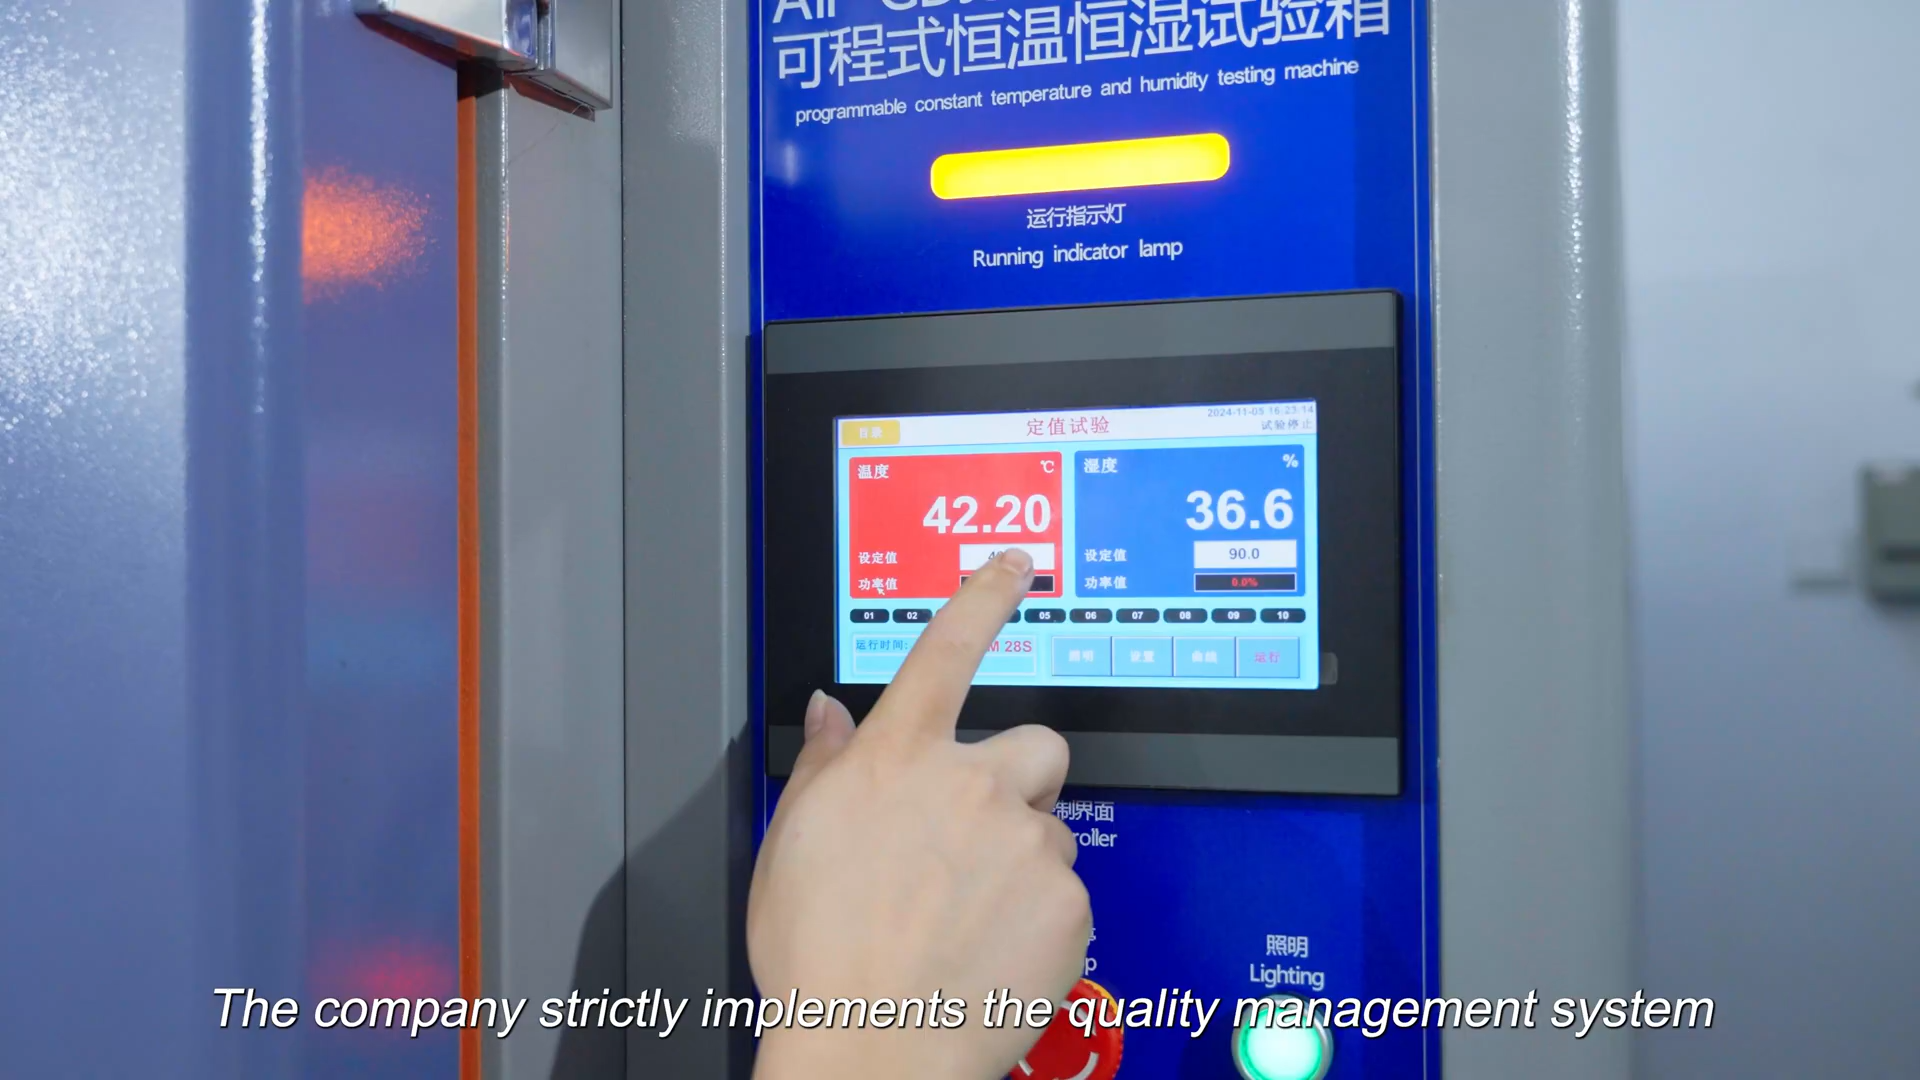 可程式恒温恒湿试验箱
programmable constant temperature and humidity testing machine
运行指示灯
Running indicator lamp
2024-11-05 16:23:14
目录
定值试验
试验停止
温度 ℃
42.20
设定值
功率值
湿度 %
36.6
设定值 90.0
功率值 0.0%
01 02 05 06 07 08 09 10
运行时间: M 28S
照明 设置 曲线 运行
制界面
roller
照明
Lighting
The company strictly implements the quality management system